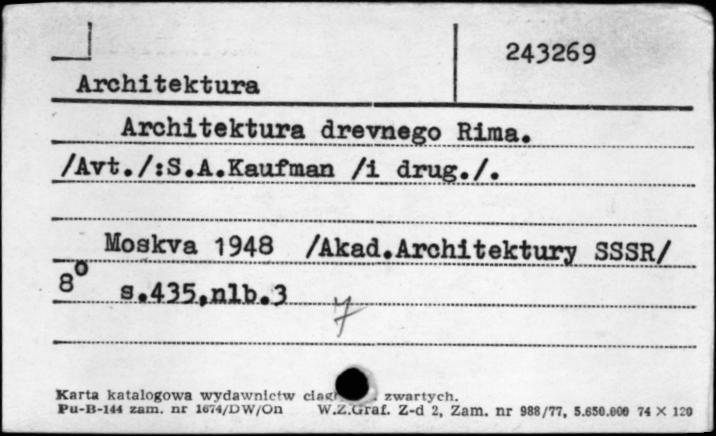 243269
Architektura
Architektura drevnego Rima.
/Avt./:S.A.Kaufman /i drug./.
Moskva 1948 /Akad.Architektury SSSR/
8°
s.435,nlb.3
7
Karta katalogowa wydawnictw zwartych.
Pu-B-144 zam. nr 1674/DW/On W.Z.Graf. Z-d 2, Zam. nr 988/77, 5.650.000 74 × 120